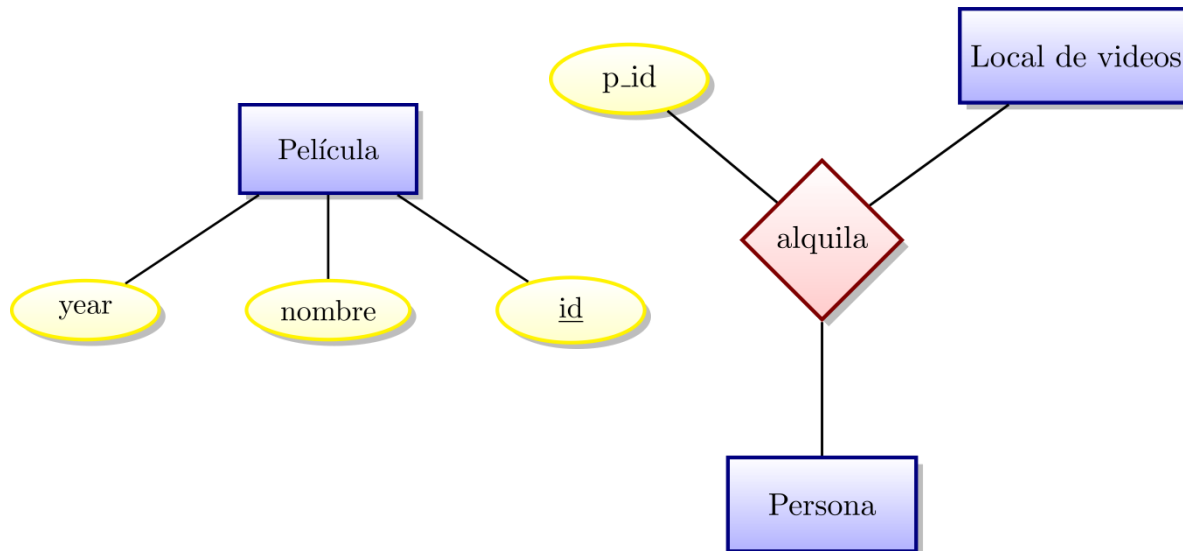 Película
year
nombre
id
p_id
Local de videos
alquila
Persona